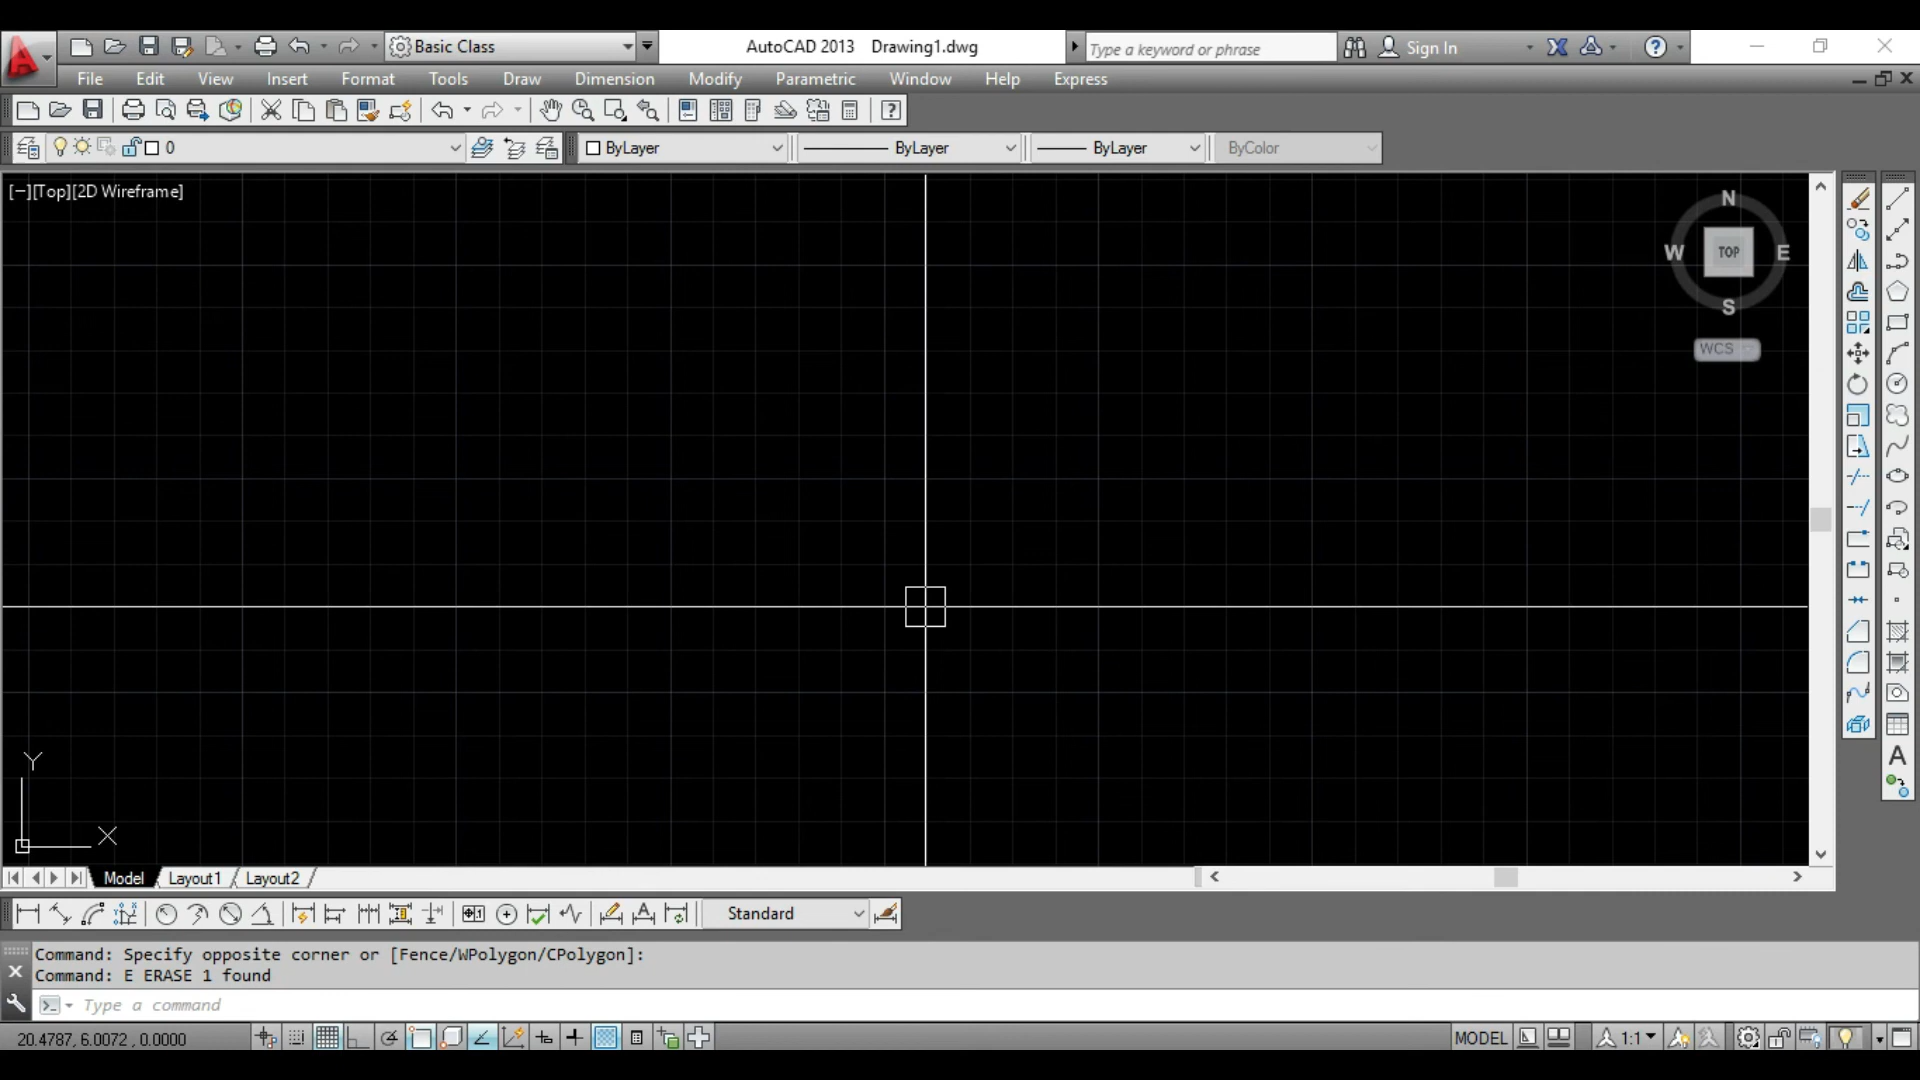 Basic Class
AutoCAD 2013 Drawing1.dwg
Type a keyword or phrase
Sign In
File Edit View Insert Format Tools Draw Dimension Modify Parametric Window Help Express
0
ByLayer
ByLayer
ByLayer
ByColor
[−][Top][2D Wireframe]
N
W TOP E
S
WCS
Y
X
A
Model Layout1 Layout2
Standard
Command: Specify opposite corner or [Fence/WPolygon/CPolygon]:
Command: E ERASE 1 found
Type a command
20.4787, 6.0072 , 0.0000
MODEL
1:1